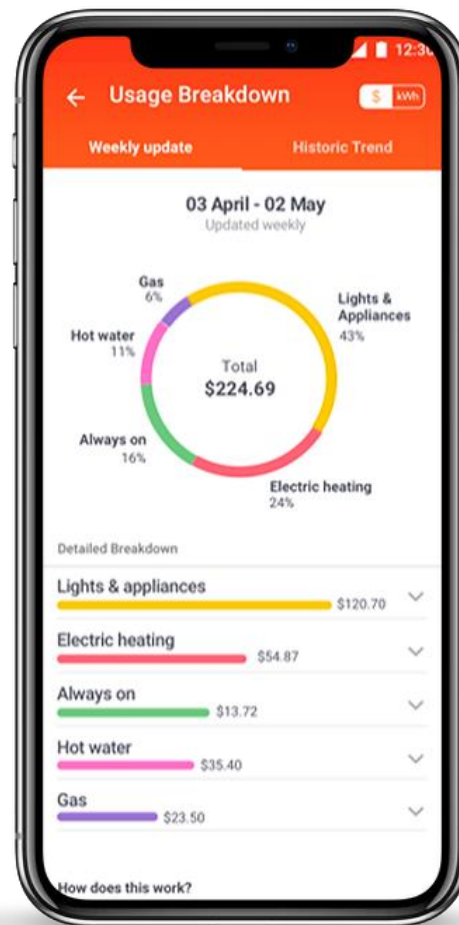 12:30
Usage Breakdown
$ kWh
Weekly update
Historic Trend
03 April - 02 May
Updated weekly
Gas
6%
Lights &
Appliances
43%
Hot water
11%
Total
$224.69
Always on
16%
Electric heating
24%
Detailed Breakdown
Lights & appliances
$120.70
Electric heating
$54.87
Always on
$13.72
Hot water
$35.40
Gas
$23.50
How does this work?